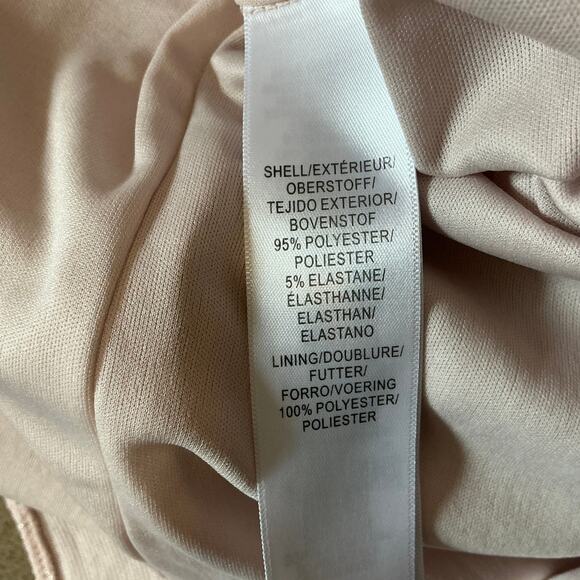 SHELL/EXTÉRIEUR/
OBERSTOFF/
TEJIDO EXTERIOR/
BOVENSTOF
95% POLYESTER/
POLIESTER
5% ELASTANE/
ÉLASTHANNE/
ELASTHAN/
ELASTANO
LINING/DOUBLURE/
FUTTER/
FORRO/VOERING
100% POLYESTER/
POLIESTER